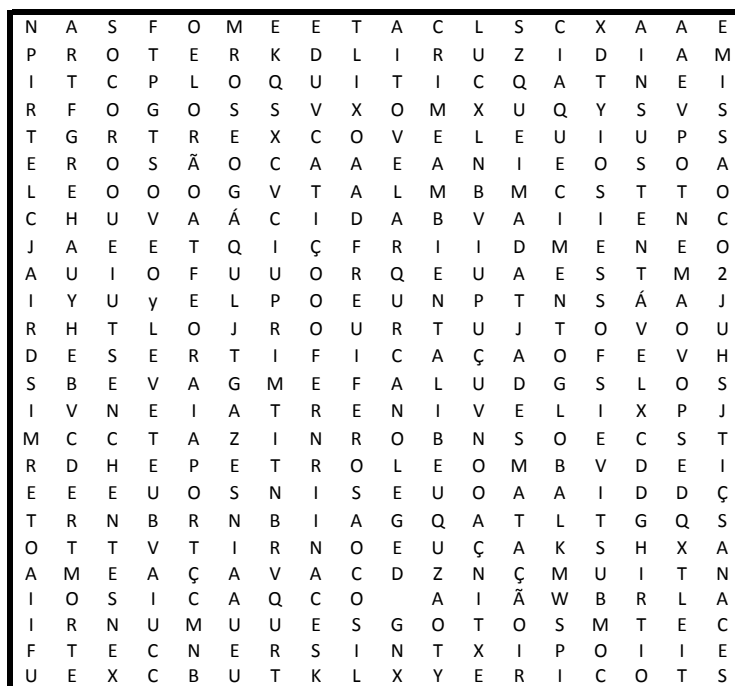 N A S F O M E E T A C L S C X A A E
P R O T E R K D L I R U Z I D I A M
I T C P L O Q U I T I C Q A T N E I
R F O G O S S V X O M X U Q Y S V S
T G R T R E X C O V E L E U I U P S
E R O S Ã O C A A E A N I E O S O A
L E O O O G V T A L M B M C S T T O
C H U V A Á C I D A B V A I I E N C
J A E E T Q I Ç F R I I D M E N E O
A U I O F U U O R Q E U A E S T M 2
I Y U y E L P O E U N P T N S Á A J
R H T L O J R O U R T U J T O V O U
D E S E R T I F I C A Ç A O F E V H
S B E V A G M E F A L U D G S L O S
I V N E I A T R E N I V E L I X P J
M C C T A Z I N R O B N S O E C S T
R D H E P E T R O L E O M B V D E I
E E E U O S N I S E U O A A I D D Ç
T R N B R N B I A G Q A T L T G Q S
O T T V T I R N O E U Ç A K S H X A
A M E A Ç A V A C D Z N Ç M U I T N
I O S I C A Q C O A I Ã W B R L A
I R N U M U U E S G O T O S M T E C
F T E C N E R S I N T X I P O I I E
U E X C B U T K L X Y E R I C O T S